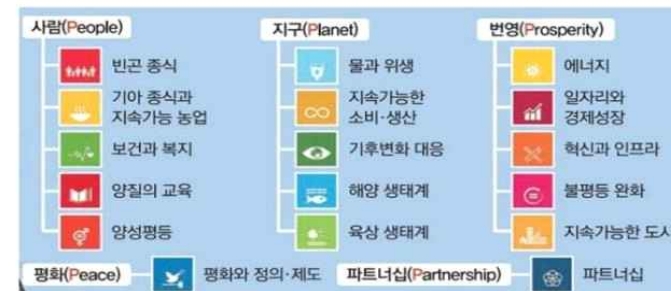 사람(People)
빈곤 종식
기아 종식과
지속가능 농업
보건과 복지
양질의 교육
양성평등
지구(Planet)
물과 위생
지속가능한
소비·생산
기후변화 대응
해양 생태계
육상 생태계
번영(Prosperity)
에너지
일자리와
경제성장
혁신과 인프라
불평등 완화
지속가능한 도시
평화(Peace)
평화와 정의·제도
파트너십(Partnership)
파트너십